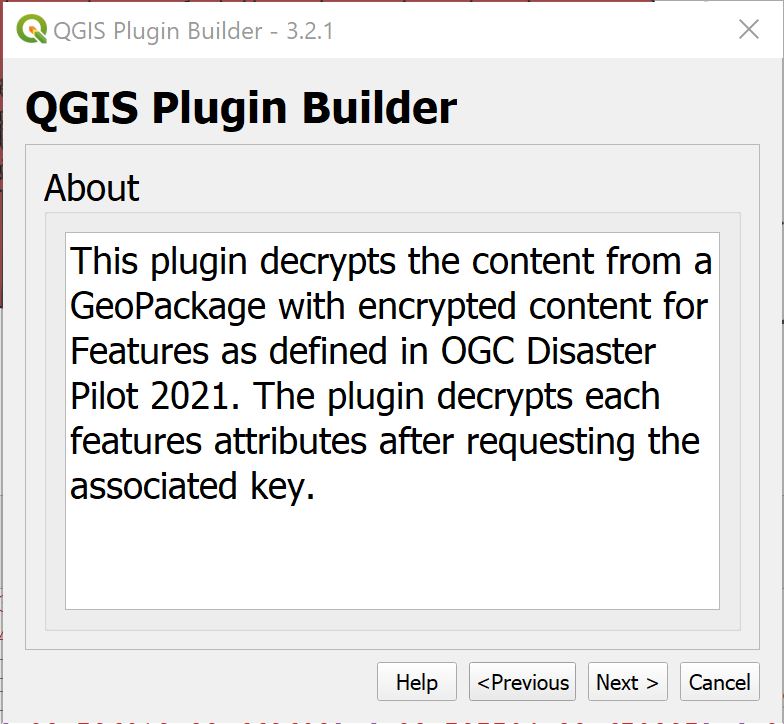 QGIS Plugin Builder - 3.2.1
QGIS Plugin Builder
About
This plugin decrypts the content from a
GeoPackage with encrypted content for
Features as defined in OGC Disaster
Pilot 2021. The plugin decrypts each
features attributes after requesting the
associated key.
Help
<Previous
Next >
Cancel